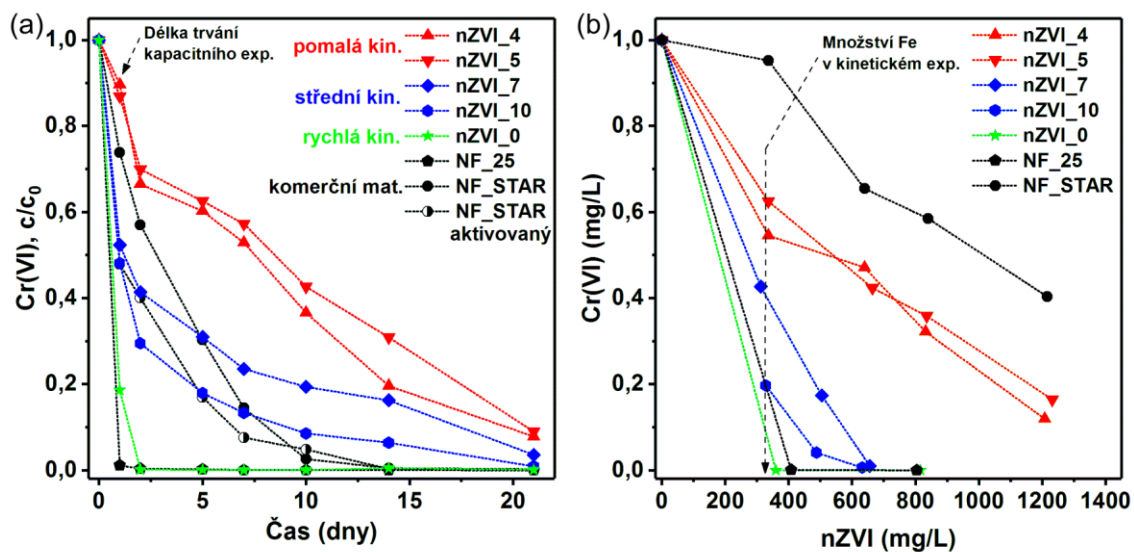 (a)
Délka trvání
kapacitního exp.
pomalá kin.
střední kin.
rychlá kin.
komerční mat.
nZVI_4
nZVI_5
nZVI_7
nZVI_10
nZVI_0
NF_25
NF_STAR
NF_STAR
aktivovaný
Cr(VI), c/c₀
1,0
0,8
0,6
0,4
0,2
0,0
0
5
10
15
20
Čas (dny)
(b)
Množství Fe
v kinetickém exp.
nZVI_4
nZVI_5
nZVI_7
nZVI_10
nZVI_0
NF_25
NF_STAR
Cr(VI) (mg/L)
1,0
0,8
0,6
0,4
0,2
0,0
0
200
400
600
800
1000
1200
1400
nZVI (mg/L)